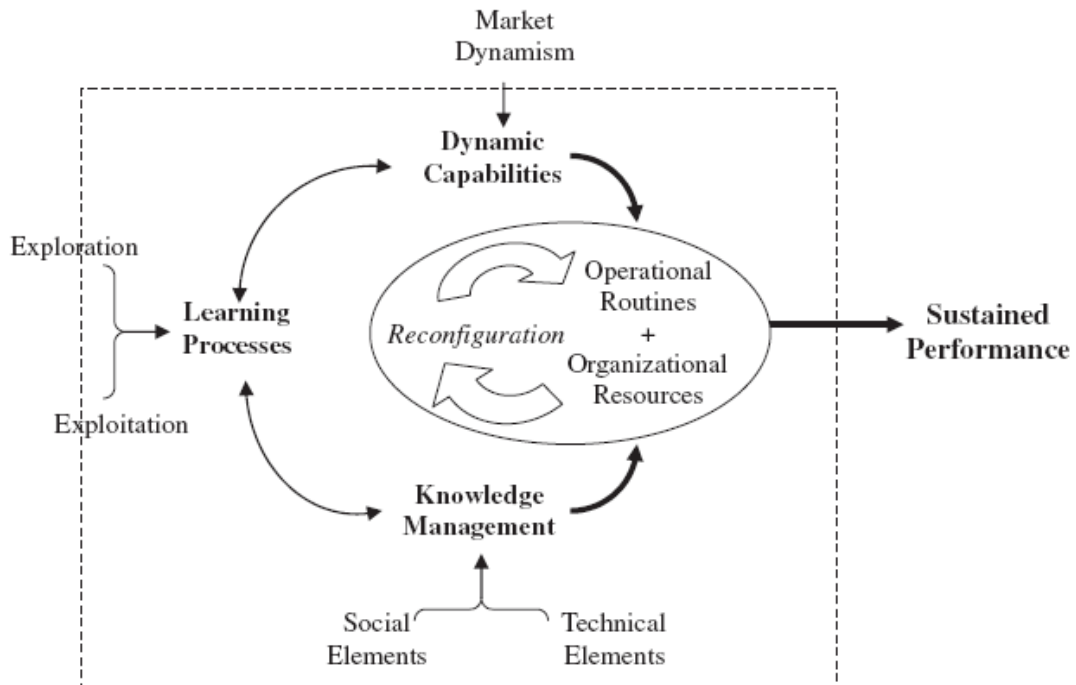 Market
Dynamism
Dynamic
Capabilities
Exploration
Learning
Processes
Exploitation
Reconfiguration
Operational
Routines
+
Organizational
Resources
Sustained
Performance
Knowledge
Management
Social
Elements
Technical
Elements